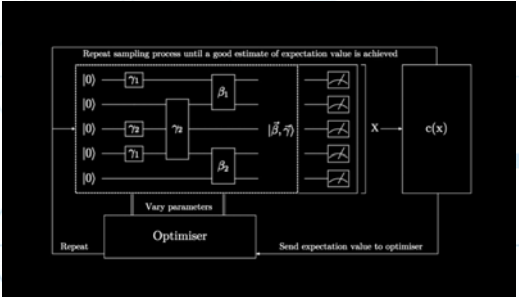 Repeat sampling process until a good estimate of expectation value is achieved
|0⟩ γ₁
β₁
|0⟩
γ₂
|0⟩ γ₂ |β⃗, γ⃗⟩ X c(x)
|0⟩ γ₁
β₂
|0⟩
Vary parameters
Optimiser
Repeat Send expectation value to optimiser